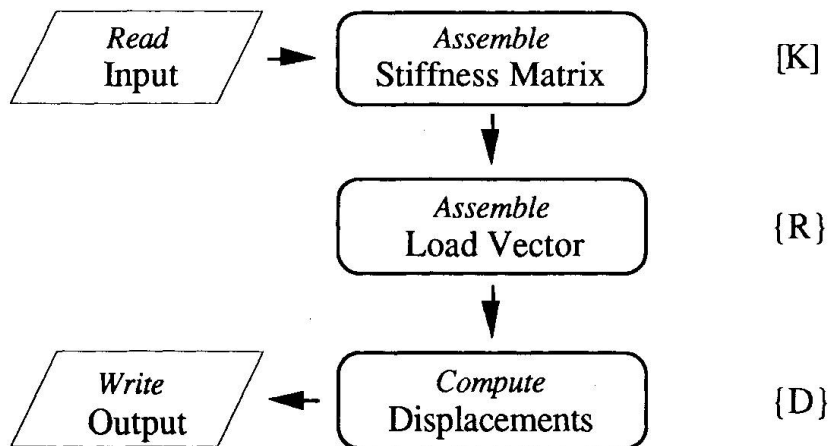 Read
Input
Assemble
Stiffness Matrix
[K]
Assemble
Load Vector
{R}
Write
Output
Compute
Displacements
{D}